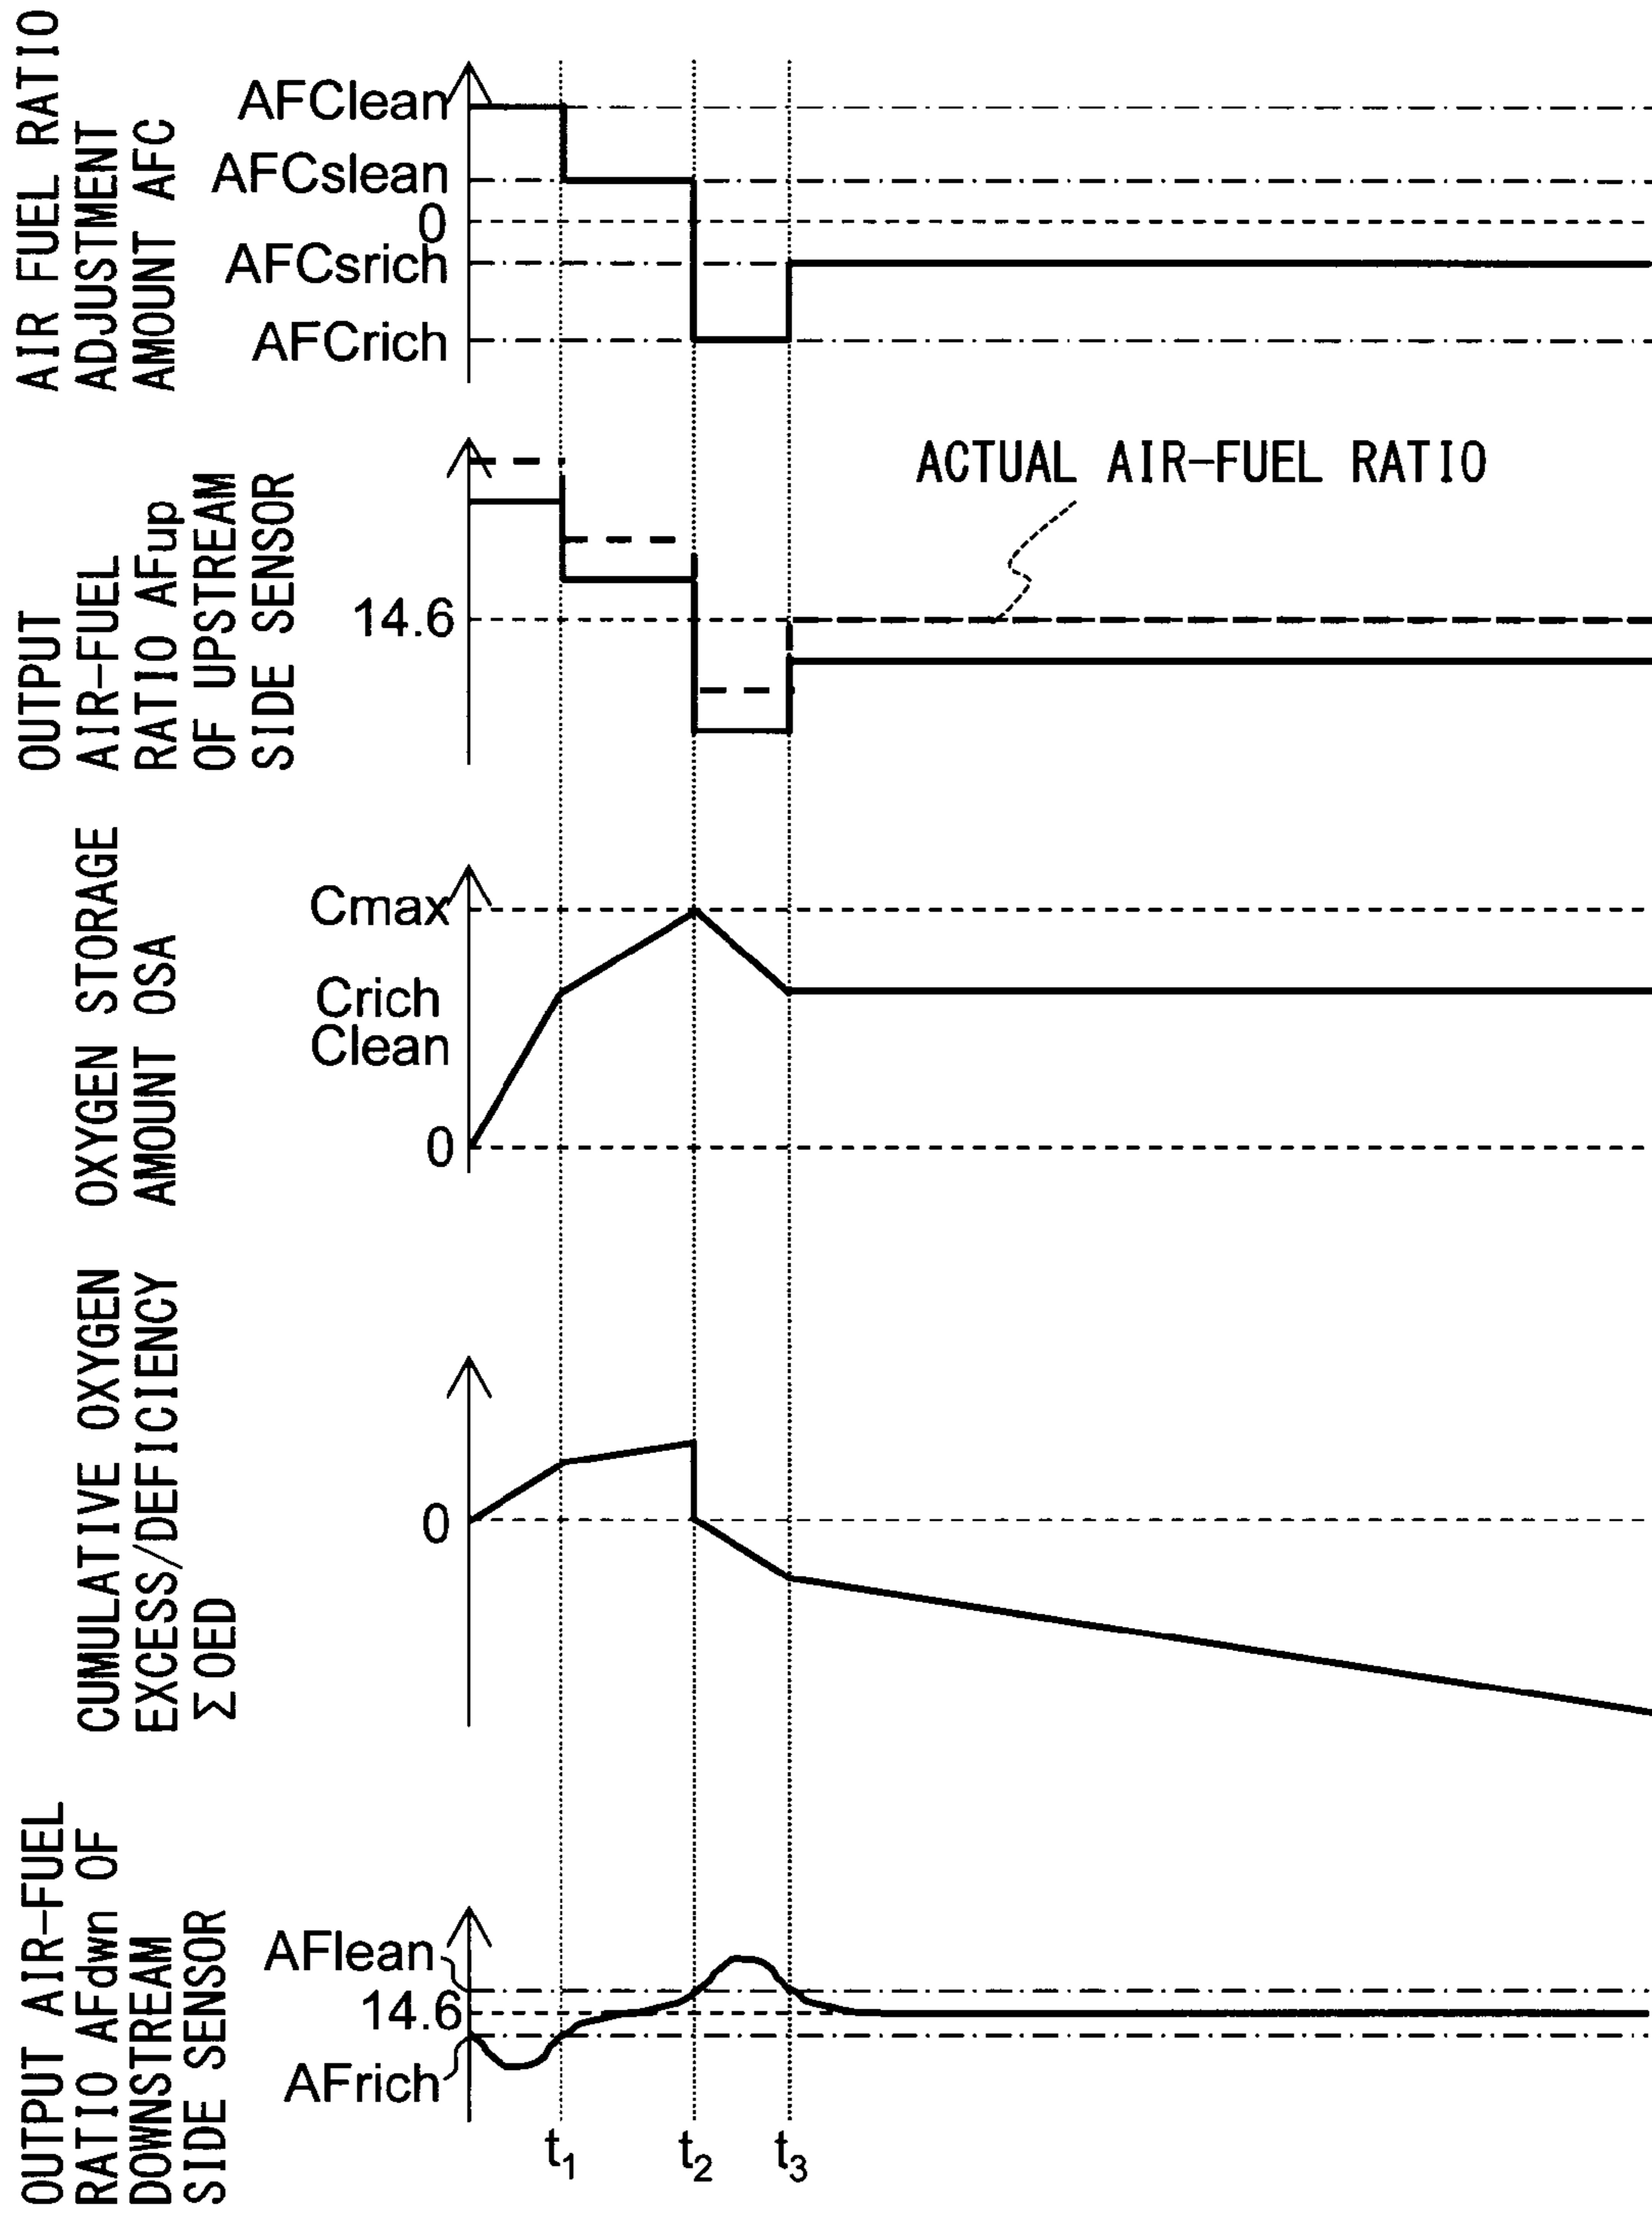 AIR FUEL RATIO
ADJUSTMENT
AMOUNT AFC
AFClean
AFCslean
0
AFCsrich
AFCrich
OUTPUT
AIR-FUEL
RATIO AFup
OF UPSTREAM
SIDE SENSOR
14.6
ACTUAL AIR-FUEL RATIO
OXYGEN STORAGE
AMOUNT OSA
Cmax
Crich
Clean
0
CUMULATIVE OXYGEN
EXCESS/DEFICIENCY
ΣOED
0
OUTPUT AIR-FUEL
RATIO AFdwn OF
DOWNSTREAM
SIDE SENSOR
AFlean
14.6
AFrich
t₁ t₂ t₃